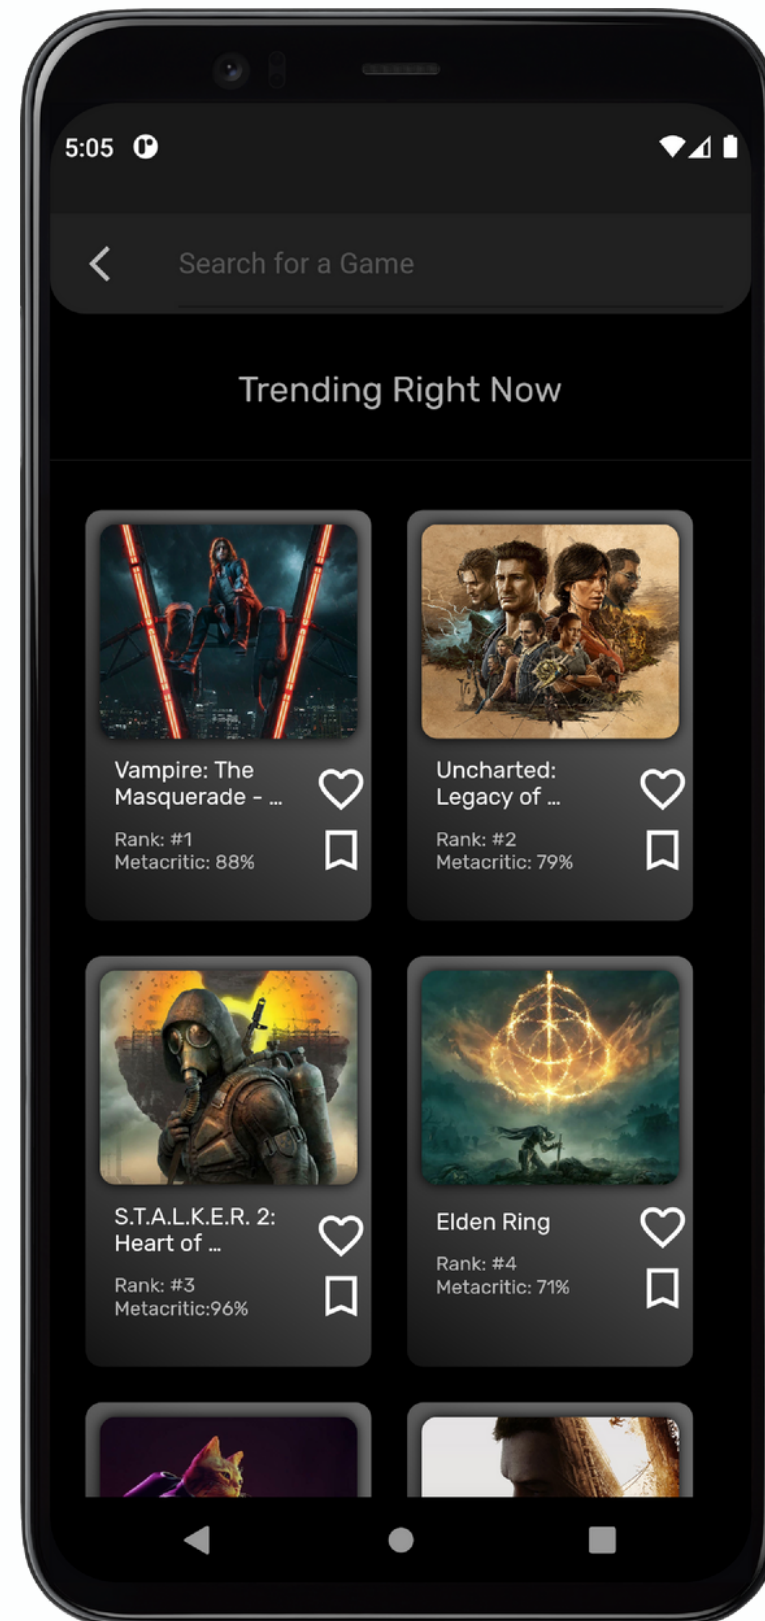 5:05
Search for a Game
Trending Right Now
Vampire: The
Masquerade - ...
Rank: #1
Metacritic: 88%
Uncharted:
Legacy of ...
Rank: #2
Metacritic: 79%
S.T.A.L.K.E.R. 2:
Heart of ...
Rank: #3
Metacritic:96%
Elden Ring
Rank: #4
Metacritic: 71%